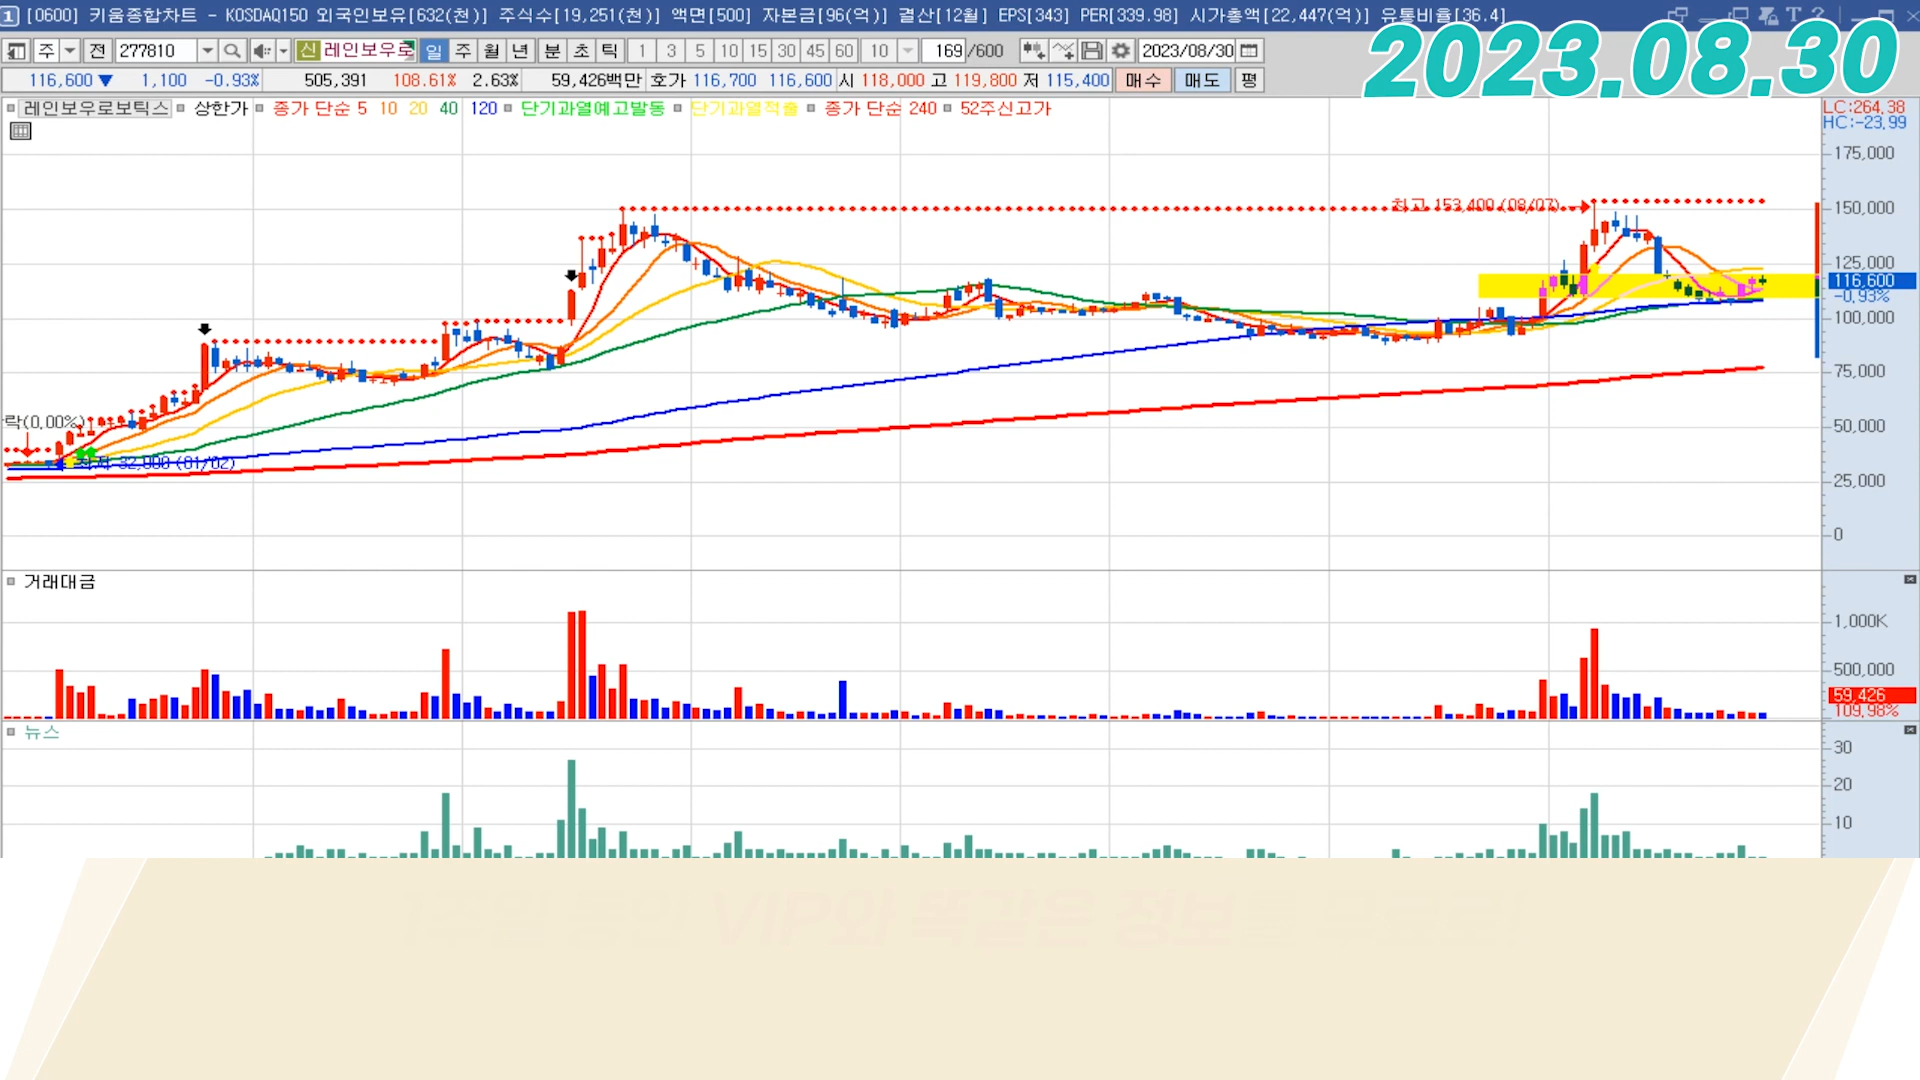 1 [0600] 키움종합차트 - KOSDAQ150 외국인보유[632(천)] 주식수[19,251(천)] 액면[500] 자본금[96(억)] 결산[12월] EPS[343] PER[339.98] 시가총액[22,447(억)] 유통비율[36.4]
2023.08.30
주 전 277810 신 레인보우로 일 주 월 년 분 초 틱 1 3 5 10 15 30 45 60 10 169 /600 2023/08/30
116,600 ▼ 1,100 -0.93% 505,391 108.61% 2.63% 59,426백만 호가 116,700 116,600 시 118,000 고 119,800 저 115,400 매수 매도 평
레인보우로보틱스 상한가 종가 단순 5 10 20 40 120 단기과열예고발동 단기과열적출 종가 단순 240 52주신고가
LC:264.38
HC:-23.99
175,000
최고 153,400 (08/07)
150,000
125,000
116,600
-0.93%
100,000
75,000
락(0.00%)
50,000
최저 32,000 (01/02)
25,000
0
거래대금
1,000K
500,000
59,426
109.98%
뉴스
30
20
10
VIP와 똑같은 정보